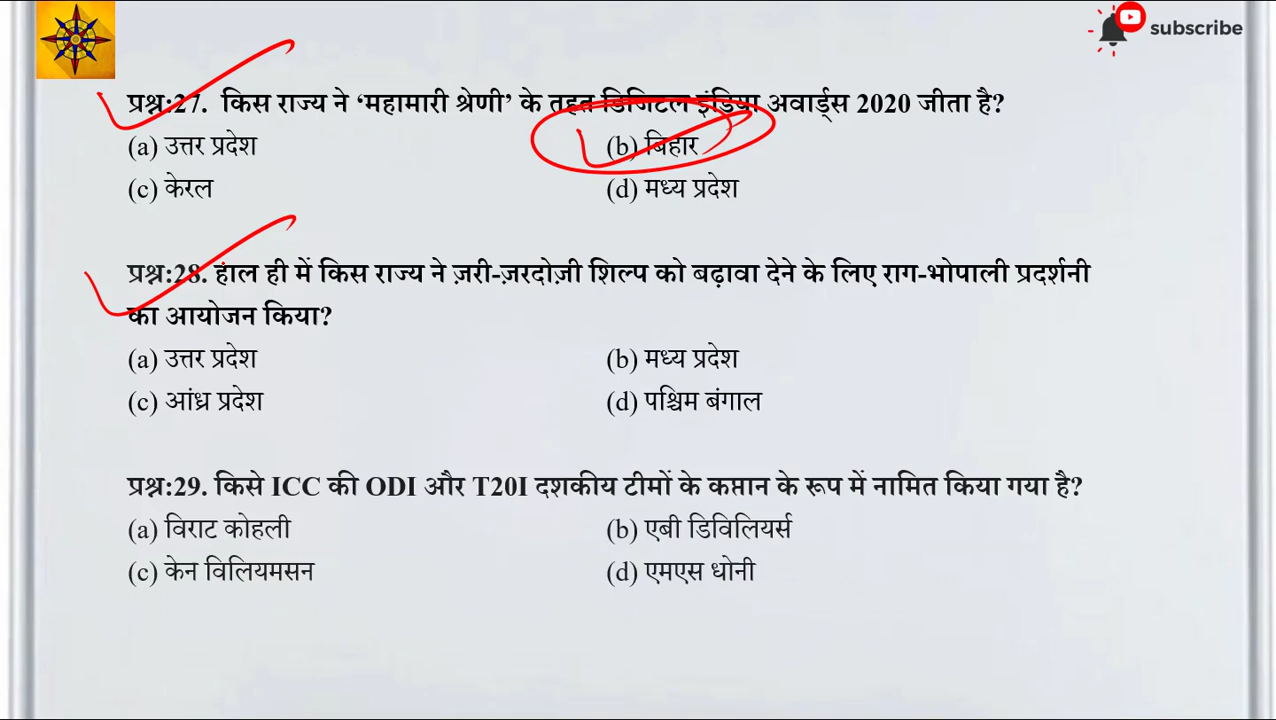 subscribe
प्रश्न:27. किस राज्य ने ‘महामारी श्रेणी’ के तहत डिजिटल इंडिया अवार्ड्स 2020 जीता है?
(a) उत्तर प्रदेश (b) बिहार
(c) केरल (d) मध्य प्रदेश
प्रश्न:28. हाल ही में किस राज्य ने ज़री-ज़रदोज़ी शिल्प को बढ़ावा देने के लिए राग-भोपाली प्रदर्शनी
का आयोजन किया?
(a) उत्तर प्रदेश (b) मध्य प्रदेश
(c) आंध्र प्रदेश (d) पश्चिम बंगाल
प्रश्न:29. किसे ICC की ODI और T20I दशकीय टीमों के कप्तान के रूप में नामित किया गया है?
(a) विराट कोहली (b) एबी डिविलियर्स
(c) केन विलियमसन (d) एमएस धोनी